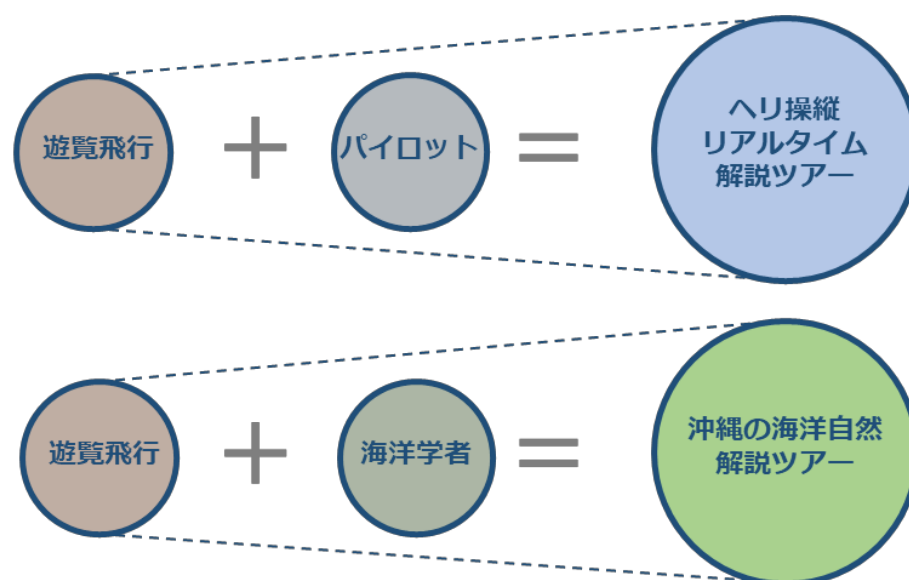 遊覧飛行
+
パイロット
=
ヘリ操縦
リアルタイム
解説ツアー
遊覧飛行
+
海洋学者
=
沖縄の海洋自然
解説ツアー